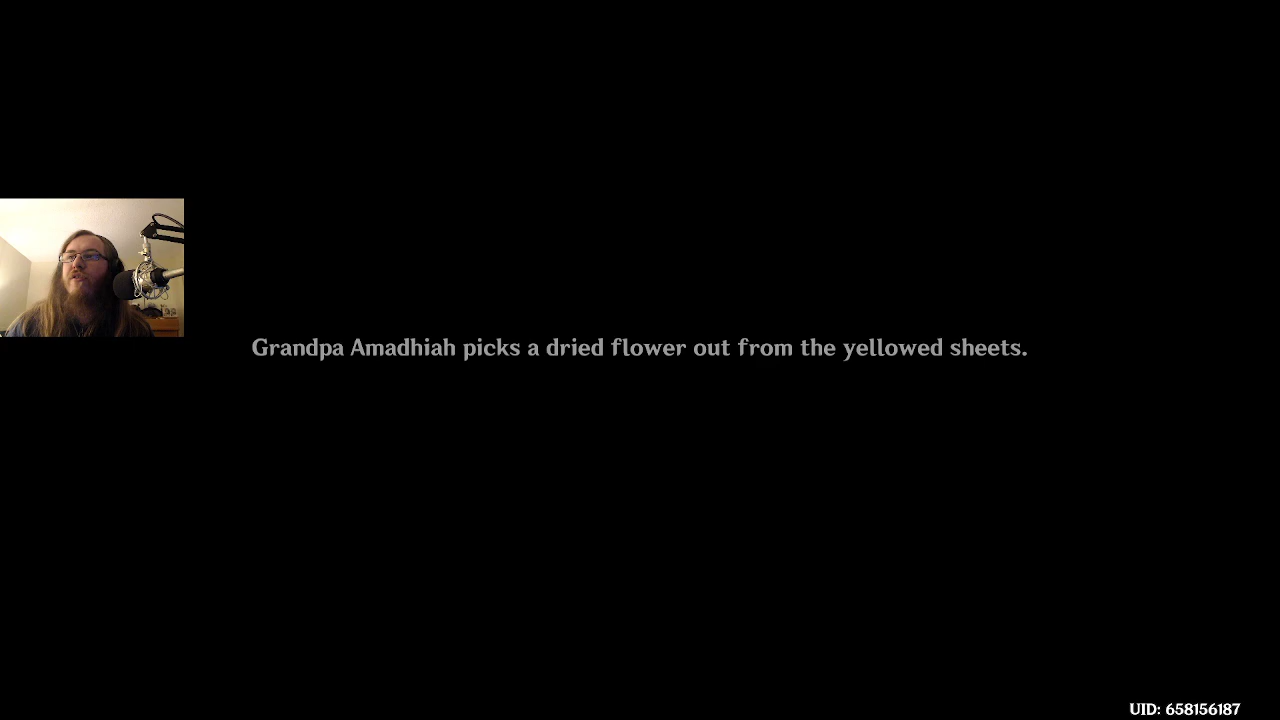 Grandpa Amadhiah picks a dried flower out from the yellowed sheets.
UID: 658156187